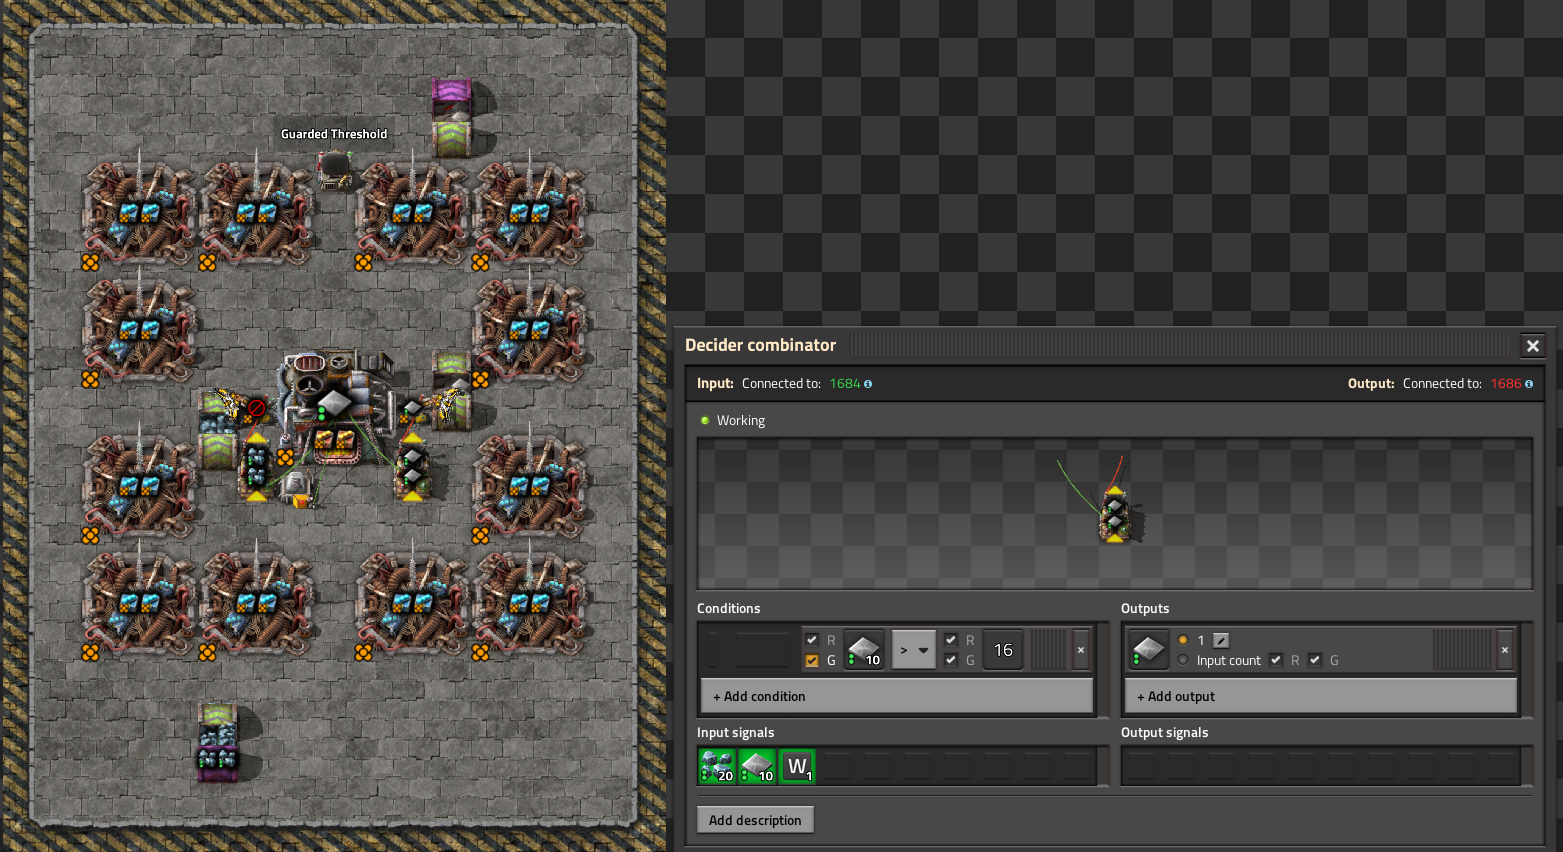 Guarded Threshold
Decider combinator
Input: Connected to: 1684
Output: Connected to: 1686
Working
Conditions
Outputs
R
G
10
>
R
G
16
1
Input count
R
G
+ Add condition
+ Add output
Input signals
Output signals
20
10
W 1
Add description